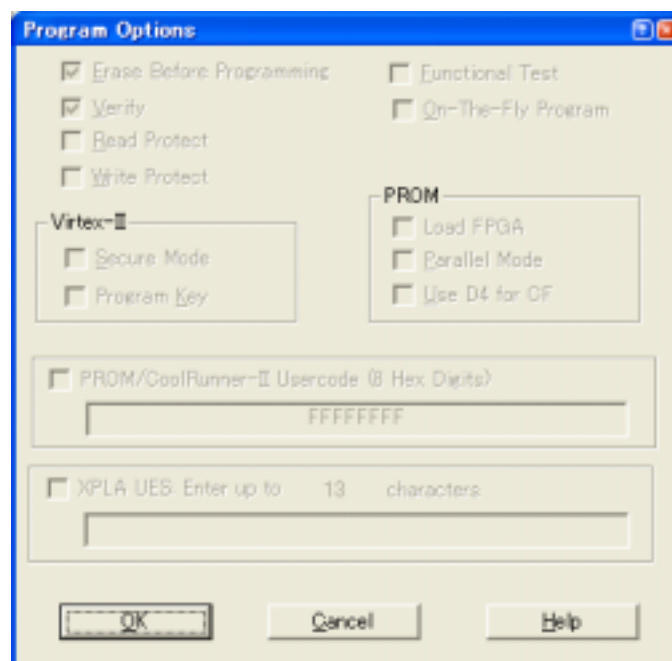 Program Options
Erase Before Programming
Functional Test
Verify
On-The-Fly Program
Read Protect
Write Protect
Virtex-II
Secure Mode
Program Key
PROM
Load FPGA
Parallel Mode
Use D4 for CF
PROM/CoolRunner-II Usercode (8 Hex Digits)
FFFFFFFF
XPLA UES: Enter up to 13 characters
OK Cancel Help